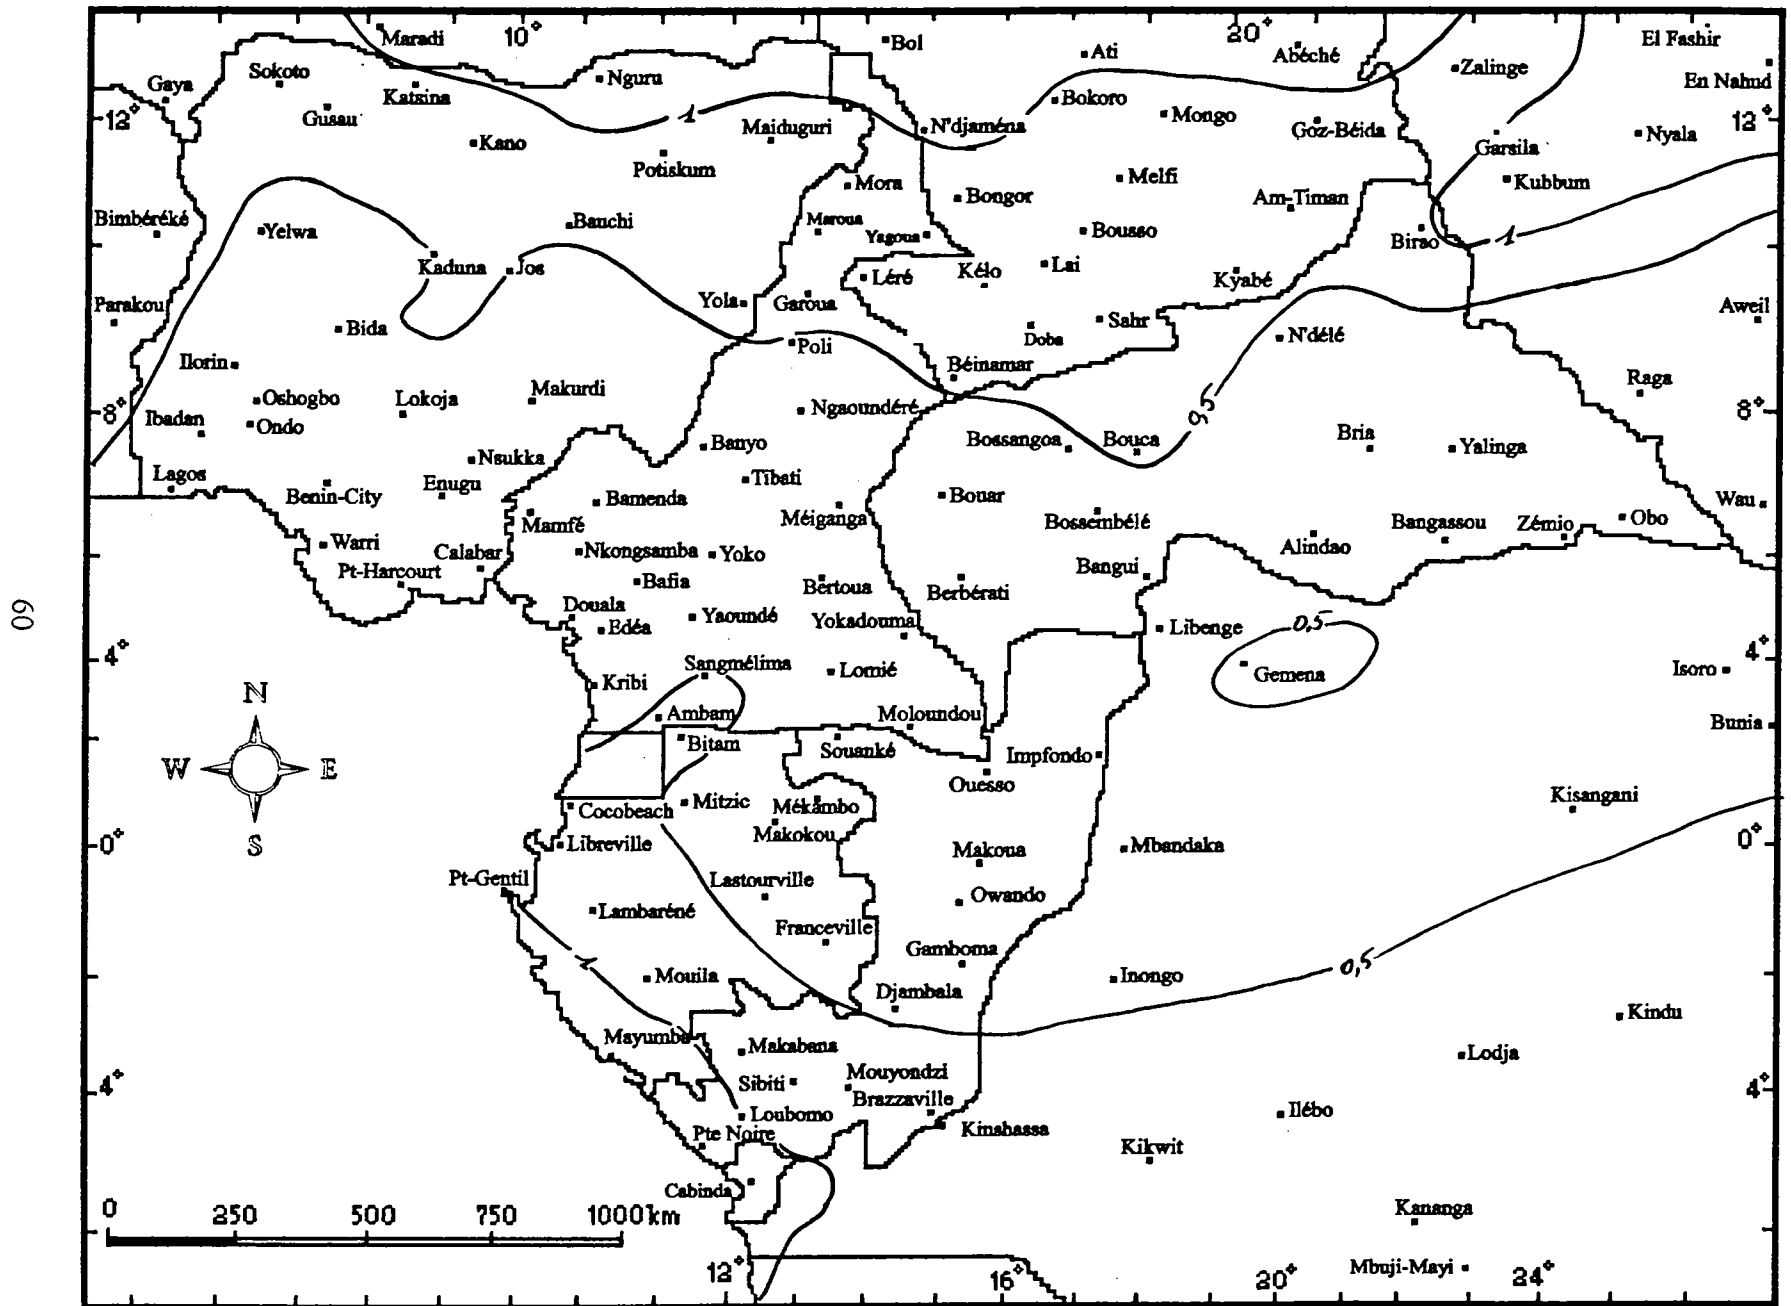 Maradi
10°
Bol
20°
El Fashir
Ati
Abéché
Gaya
Sokoto
Nguru
Zalinge
En Nahud
Katsina
Bokoro
12°
Gusau
1
Maiduguri
N'djaména
Mongo
Goz-Béida
12°
Kano
Garsila
Nyala
Potiskum
Mora
Melfi
Kubbum
Bimbéréké
Bauchi
Maroua
Bongor
Am-Timan
Yelwa
Yagoua
Bousso
Birao
1
Kaduna
Jos
Léré
Kélo
Lai
Kyabé
Parakou
Yola
Garoua
Aweil
Bida
Sahr
N'délé
Poli
Doba
Ilorin
Béinamar
Makurdi
Raga
Oshogbo
Lokoja
Ngaoundéré
0,5
8°
Ibadan
Ondo
Banyo
Bossangoa
Bouca
Bria
Yalinga
8°
Nsukka
Lagos
Benin-City
Enugu
Tibati
Bamenda
Bouar
Wau
Mamfé
Méiganga
Bossembélé
Bangassou
Zémio
Obo
Warri
Calabar
Nkongsamba
Yoko
Alindao
Pt-Harcourt
Bafia
Bertoua
Berbérati
Bangui
Douala
Edéa
Yaoundé
Yokadouma
Libenge
0,5
60
4°
Sangmélima
Lomié
Gemena
Isoro
4°
Kribi
N
Ambam
Moloundou
Bunia
Bitam
Souanké
Impfondo
W
E
Ouesso
Kisangani
Cocobeach
Mitzic
Mékambo
Makokou
0°
S
Libreville
Makoua
Mbandaka
0°
Pt-Gentil
Lastourville
Owando
Lambaréné
Franceville
Gamboma
1
Mouila
Inongo
0,5
Djambala
Kindu
Mayumba
Makabana
Lodja
Sibiti
Mouyondzi
4°
Brazzaville
4°
Loubomo
Ilébo
Pte Noire
Kinshassa
Kikwit
Cabinda
Kananga
0
250
500
750
1000 km
12°
16°
20°
Mbuji-Mayi
24°